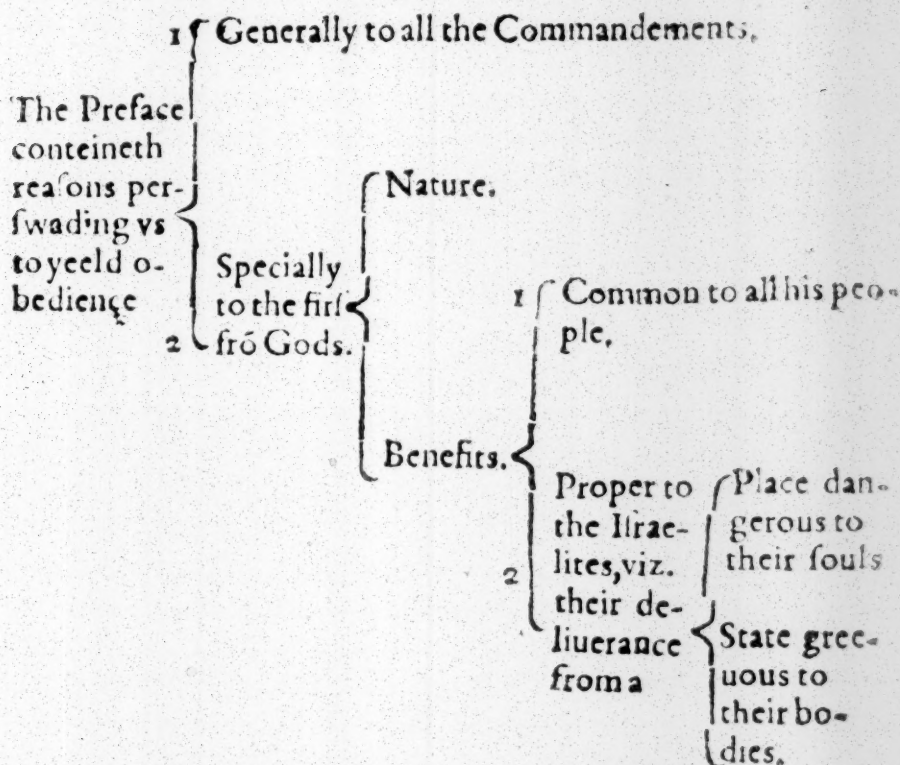 1 Generally to all the Commandements.
The Preface
conteineth
reaſons per-
ſwading vs
to yeeld o-
bedience
2 Specially
to the firſt
frō Gods.
Nature.
Benefits.
1 Common to all his peo-
ple.
2 Proper to
the Iſrae-
lites, viz.
their de-
liuerance
from a
Place dan-
gerous to
their ſouls
State gree-
uous to
their bo-
dies.